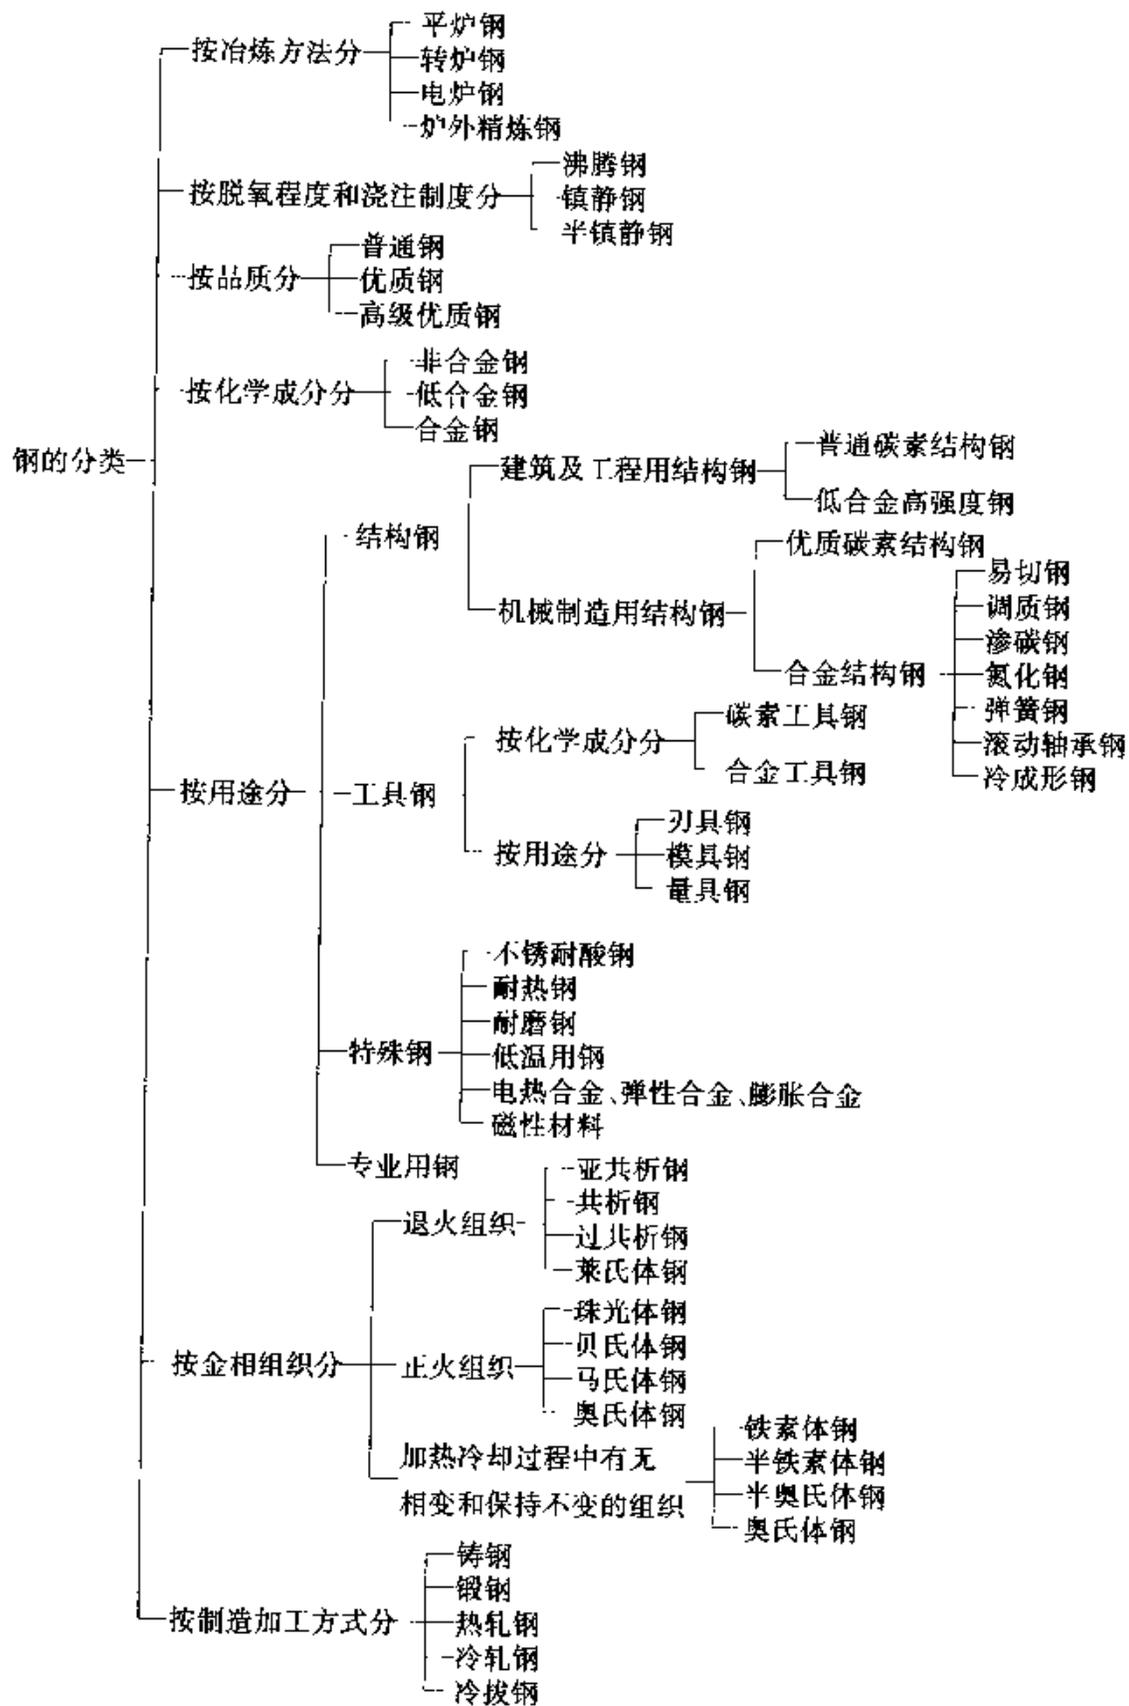 钢的分类
按冶炼方法分
平炉钢
转炉钢
电炉钢
炉外精炼钢
按脱氧程度和浇注制度分
沸腾钢
镇静钢
半镇静钢
按品质分
普通钢
优质钢
高级优质钢
按化学成分分
非合金钢
低合金钢
合金钢
按用途分
结构钢
建筑及工程用结构钢
普通碳素结构钢
低合金高强度钢
机械制造用结构钢
优质碳素结构钢
合金结构钢
易切钢
调质钢
渗碳钢
氮化钢
弹簧钢
滚动轴承钢
冷成形钢
工具钢
按化学成分分
碳素工具钢
合金工具钢
按用途分
刃具钢
模具钢
量具钢
特殊钢
不锈耐酸钢
耐热钢
耐磨钢
低温用钢
电热合金、弹性合金、膨胀合金
磁性材料
专业用钢
按金相组织分
退火组织
亚共析钢
共析钢
过共析钢
莱氏体钢
正火组织
珠光体钢
贝氏体钢
马氏体钢
奥氏体钢
加热冷却过程中有无
相变和保持不变的组织
铁素体钢
半铁素体钢
半奥氏体钢
奥氏体钢
按制造加工方式分
铸钢
锻钢
热轧钢
冷轧钢
冷拔钢